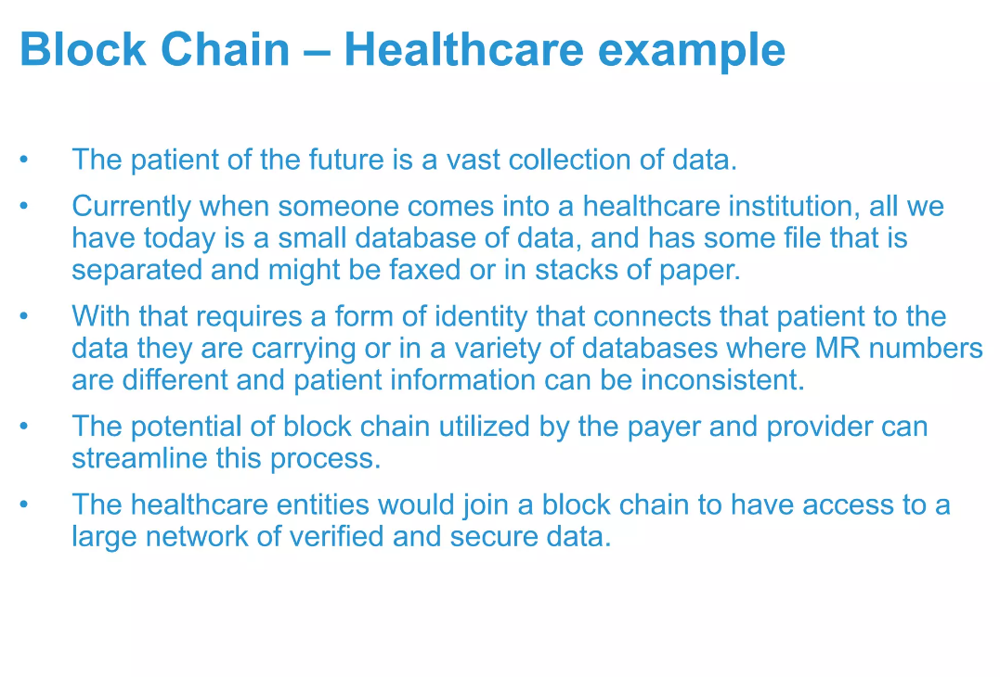 Block Chain – Healthcare example
• The patient of the future is a vast collection of data.
• Currently when someone comes into a healthcare institution, all we
have today is a small database of data, and has some file that is
separated and might be faxed or in stacks of paper.
• With that requires a form of identity that connects that patient to the
data they are carrying or in a variety of databases where MR numbers
are different and patient information can be inconsistent.
• The potential of block chain utilized by the payer and provider can
streamline this process.
• The healthcare entities would join a block chain to have access to a
large network of verified and secure data.